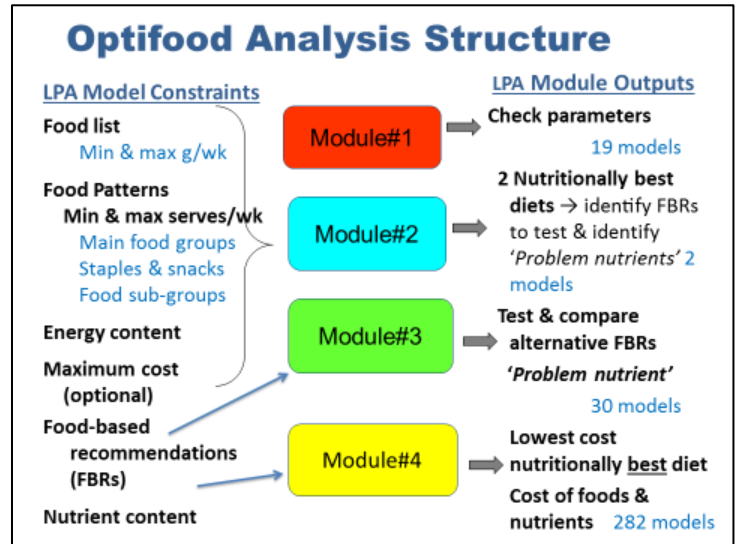 Optifood Analysis Structure
LPA Model Constraints
Food list
Min & max g/wk
Food Patterns
Min & max serves/wk
Main food groups
Staples & snacks
Food sub-groups
Energy content
Maximum cost
(optional)
Food-based
recommendations
(FBRs)
Nutrient content
Module#1
Module#2
Module#3
Module#4
LPA Module Outputs
Check parameters
19 models
2 Nutritionally best
diets → identify FBRs
to test & identify
‘Problem nutrients’ 2
models
Test & compare
alternative FBRs
‘Problem nutrient’
30 models
Lowest cost
nutritionally best diet
Cost of foods &
nutrients 282 models